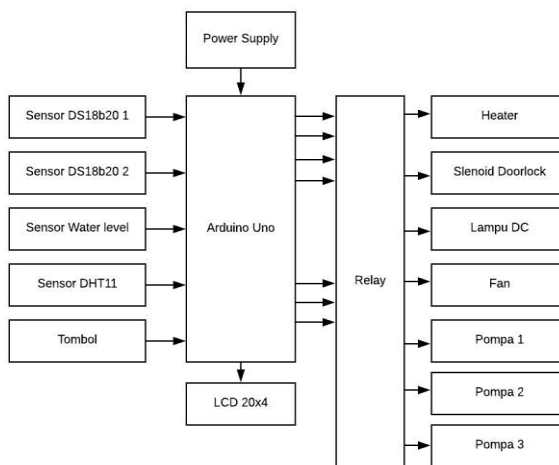 Power Supply
Sensor DS18b20 1
Sensor DS18b20 2
Sensor Water level
Sensor DHT11
Tombol
Arduino Uno
LCD 20x4
Relay
Heater
Slenoid Doorlock
Lampu DC
Fan
Pompa 1
Pompa 2
Pompa 3